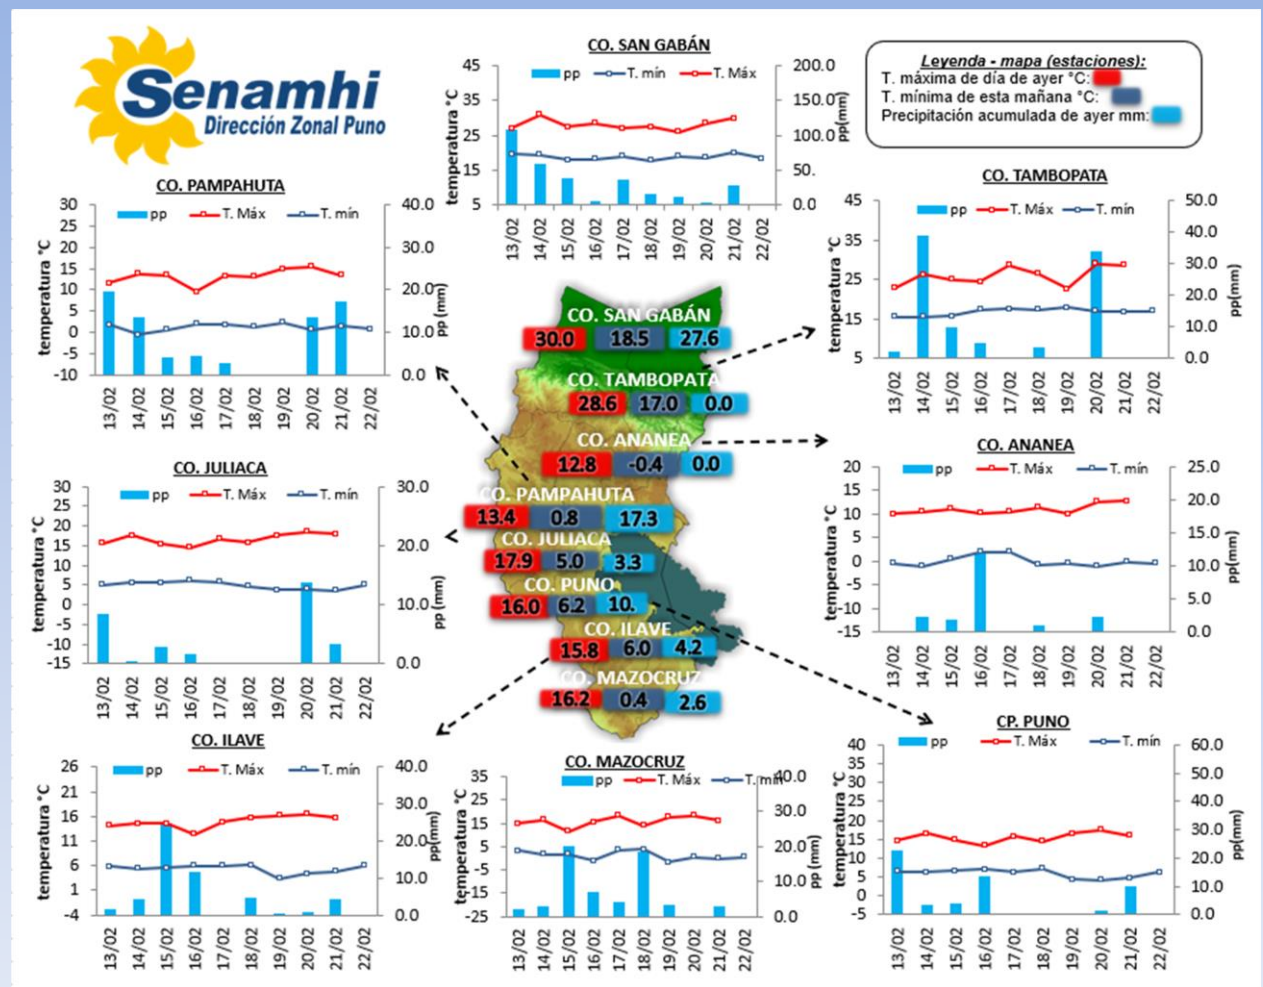 Senamhi
Dirección Zonal Puno
CO. SAN GABÁN
pp T. mín T. Máx
temperatura °C
45
35
25
15
5
200.0
150.0
100.0
50.
0.0
pp(mm)
13/02 14/02 15/02 16/02 17/02 18/02 19/02 20/02 21/02 22/02
Leyenda - mapa (estaciones):
T. máxima de día de ayer °C:
T. mínima de esta mañana °C:
Precipitación acumulada de ayer mm:
CO. PAMPAHUTA
pp T. Máx T. mín
temperatura °C
30
25
20
15
10
5
0
-5
-10
40.0
30.0
20.0
10.0
0.0
pp (mm)
13/02 14/02 15/02 16/02 17/02 18/02 19/02 20/02 21/02 22/02
CO. TAMBOPATA
pp T. Máx T. mín
temperatura °C
45
35
25
15
5
50.0
40.0
30.0
20.0
10.0
0.0
pp(mm)
13/02 14/02 15/02 16/02 17/02 18/02 19/02 20/02 21/02 22/02
CO. SAN GABÁN
30.0 18.5 27.6
CO. TAMBOPATA
28.6 17.0 0.0
CO. ANANEA
12.8 -0.4 0.0
CO. PAMPAHUTA
13.4 0.8 17.3
CO. JULIACA
17.9 5.0 3.3
CO. PUNO
16.0 6.2 10.
CO. ILAVE
15.8 6.0 4.2
CO. MAZOCRUZ
16.2 0.4 2.6
CO. JULIACA
pp T. Máx T. mín
temperatura °C
30
25
20
15
10
5
0
-5
-10
-15
30.0
20.0
10.0
0.0
pp (mm)
13/02 14/02 15/02 16/02 17/02 18/02 19/02 20/02 21/02 22/02
CO. ANANEA
pp T. Máx T. mín
temperatura °C
20
15
10
5
0
-5
-10
-15
25.0
20.0
15.0
10.0
5.0
0.0
pp(mm)
13/02 14/02 15/02 16/02 17/02 18/02 19/02 20/02 21/02 22/02
CO. ILAVE
pp T. Máx T. mín
temperatura °C
26
21
16
11
6
1
-4
40.0
30.0
20.0
10.0
0.0
pp(mm)
13/02 14/02 15/02 16/02 17/02 18/02 19/02 20/02 21/02 22/02
CO. MAZOCRUZ
pp T. Máx T. mín
temperatura °C
35
25
15
5
-5
-15
-25
40.0
30.0
20.0
10.0
0.0
pp (mm)
13/02 14/02 15/02 16/02 17/02 18/02 19/02 20/02 21/02 22/02
CP. PUNO
pp T. Máx T. mín
temperatura °C
40
35
30
25
20
15
10
5
0
-5
60.0
50.0
40.0
30.0
20.0
10.0
0.0
pp(mm)
13/02 14/02 15/02 16/02 17/02 18/02 19/02 20/02 21/02 22/02